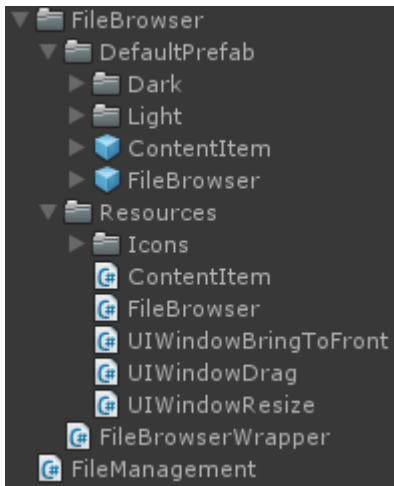 FileBrowser
DefaultPrefab
Dark
Light
ContentItem
FileBrowser
Resources
Icons
ContentItem
FileBrowser
UIWindowBringToFront
UIWindowDrag
UIWindowResize
FileBrowserWrapper
FileManagement